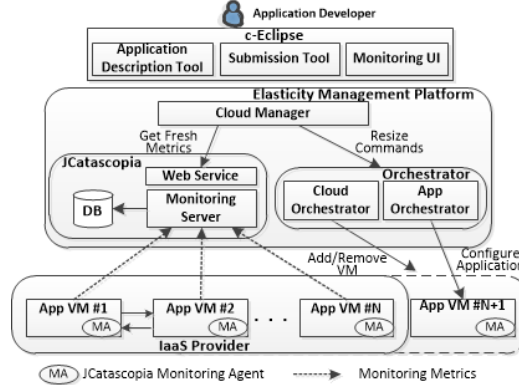 Application Developer
c-Eclipse
Application Description Tool
Submission Tool
Monitoring UI
Elasticity Management Platform
Cloud Manager
Get Fresh Metrics
Resize Commands
JCatascopia
Web Service
Monitoring Server
DB
Orchestrator
Cloud Orchestrator
App Orchestrator
Add/Remove VM
Configure Application
App VM #1
MA
App VM #2
MA
. . .
App VM #N
MA
App VM #N+1
MA
IaaS Provider
MA JCatascopia Monitoring Agent
Monitoring Metrics